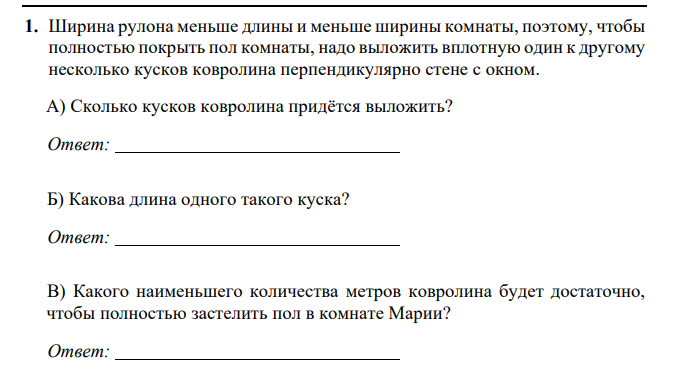 1. Ширина рулона меньше длины и меньше ширины комнаты, поэтому, чтобы
полностью покрыть пол комнаты, надо выложить вплотную один к другому
несколько кусков ковролина перпендикулярно стене с окном.
А) Сколько кусков ковролина придётся выложить?
Ответ: ______________________________
Б) Какова длина одного такого куска?
Ответ: ______________________________
В) Какого наименьшего количества метров ковролина будет достаточно,
чтобы полностью застелить пол в комнате Марии?
Ответ: ______________________________